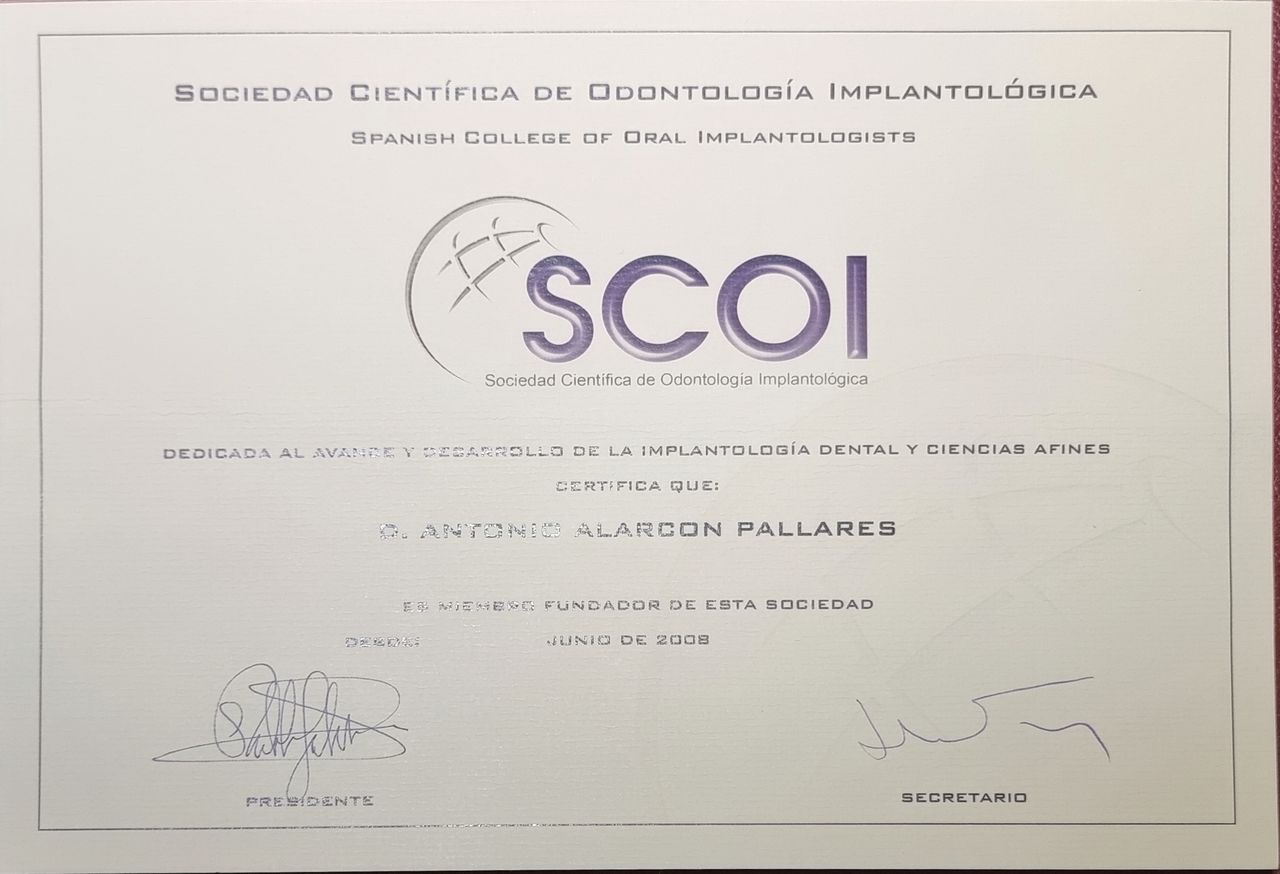 SOCIEDAD CIENTÍFICA DE ODONTOLOGÍA IMPLANTOLÓGICA
SPANISH COLLEGE OF ORAL IMPLANTOLOGISTS
SCOI
Sociedad Científica de Odontología Implantológica
DEDICADA AL AVANCE Y DESARROLLO DE LA IMPLANTOLOGÍA DENTAL Y CIENCIAS AFINES
CERTIFICA QUE:
D. ANTONIO ALARCON PALLARES
ES MIEMBRO FUNDADOR DE ESTA SOCIEDAD
DESDE: JUNIO DE 2008
PRESIDENTE SECRETARIO